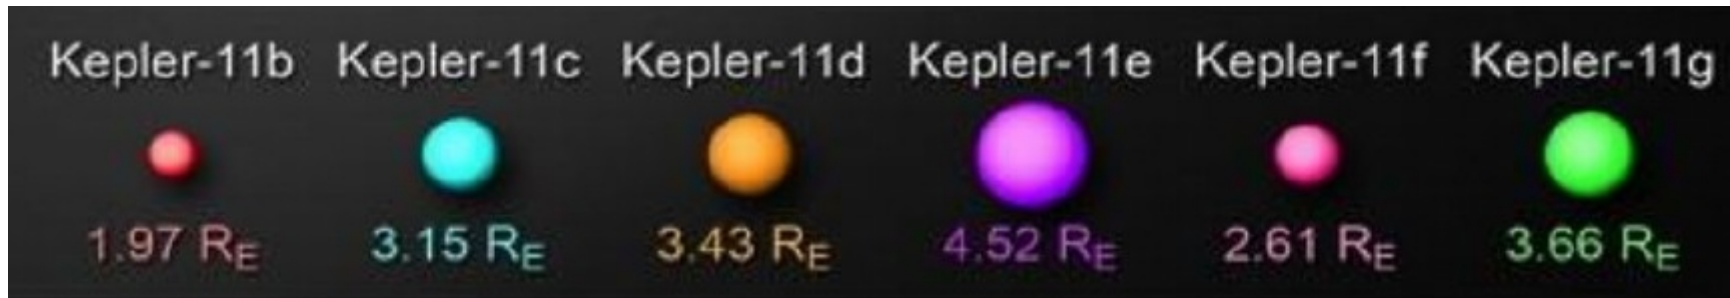 Kepler-11b Kepler-11c Kepler-11d Kepler-11e Kepler-11f Kepler-11g
1.97 RE 3.15 RE 3.43 RE 4.52 RE 2.61 RE 3.66 RE